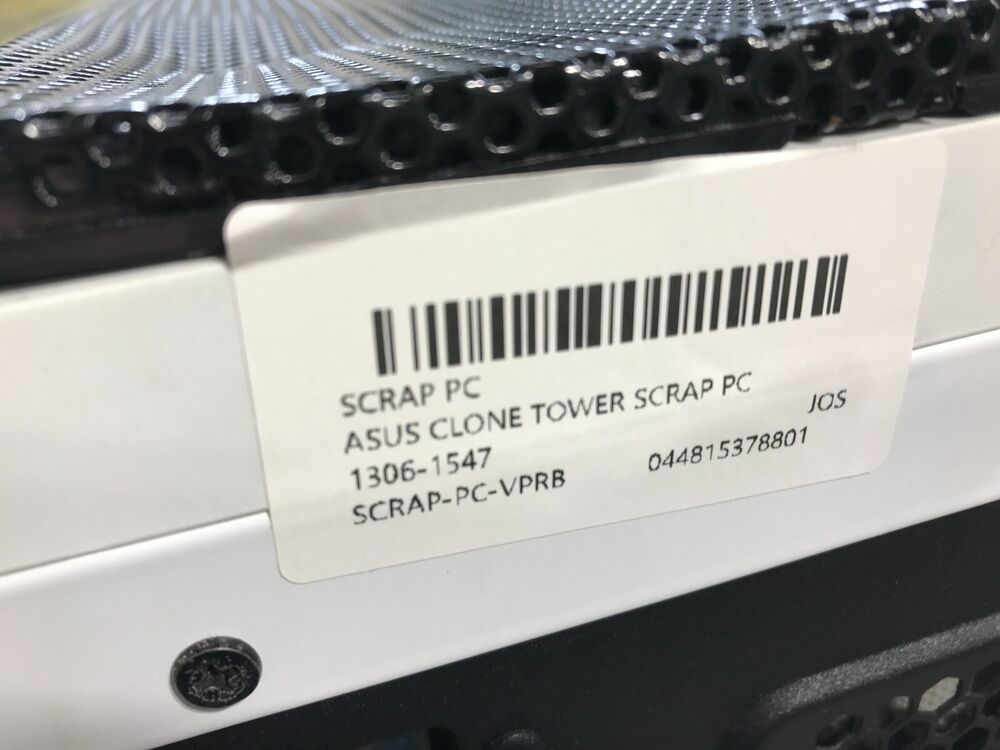 SCRAP PC
ASUS CLONE TOWER SCRAP PC
JOS
1306-1547
044815378801
SCRAP-PC-VPRB